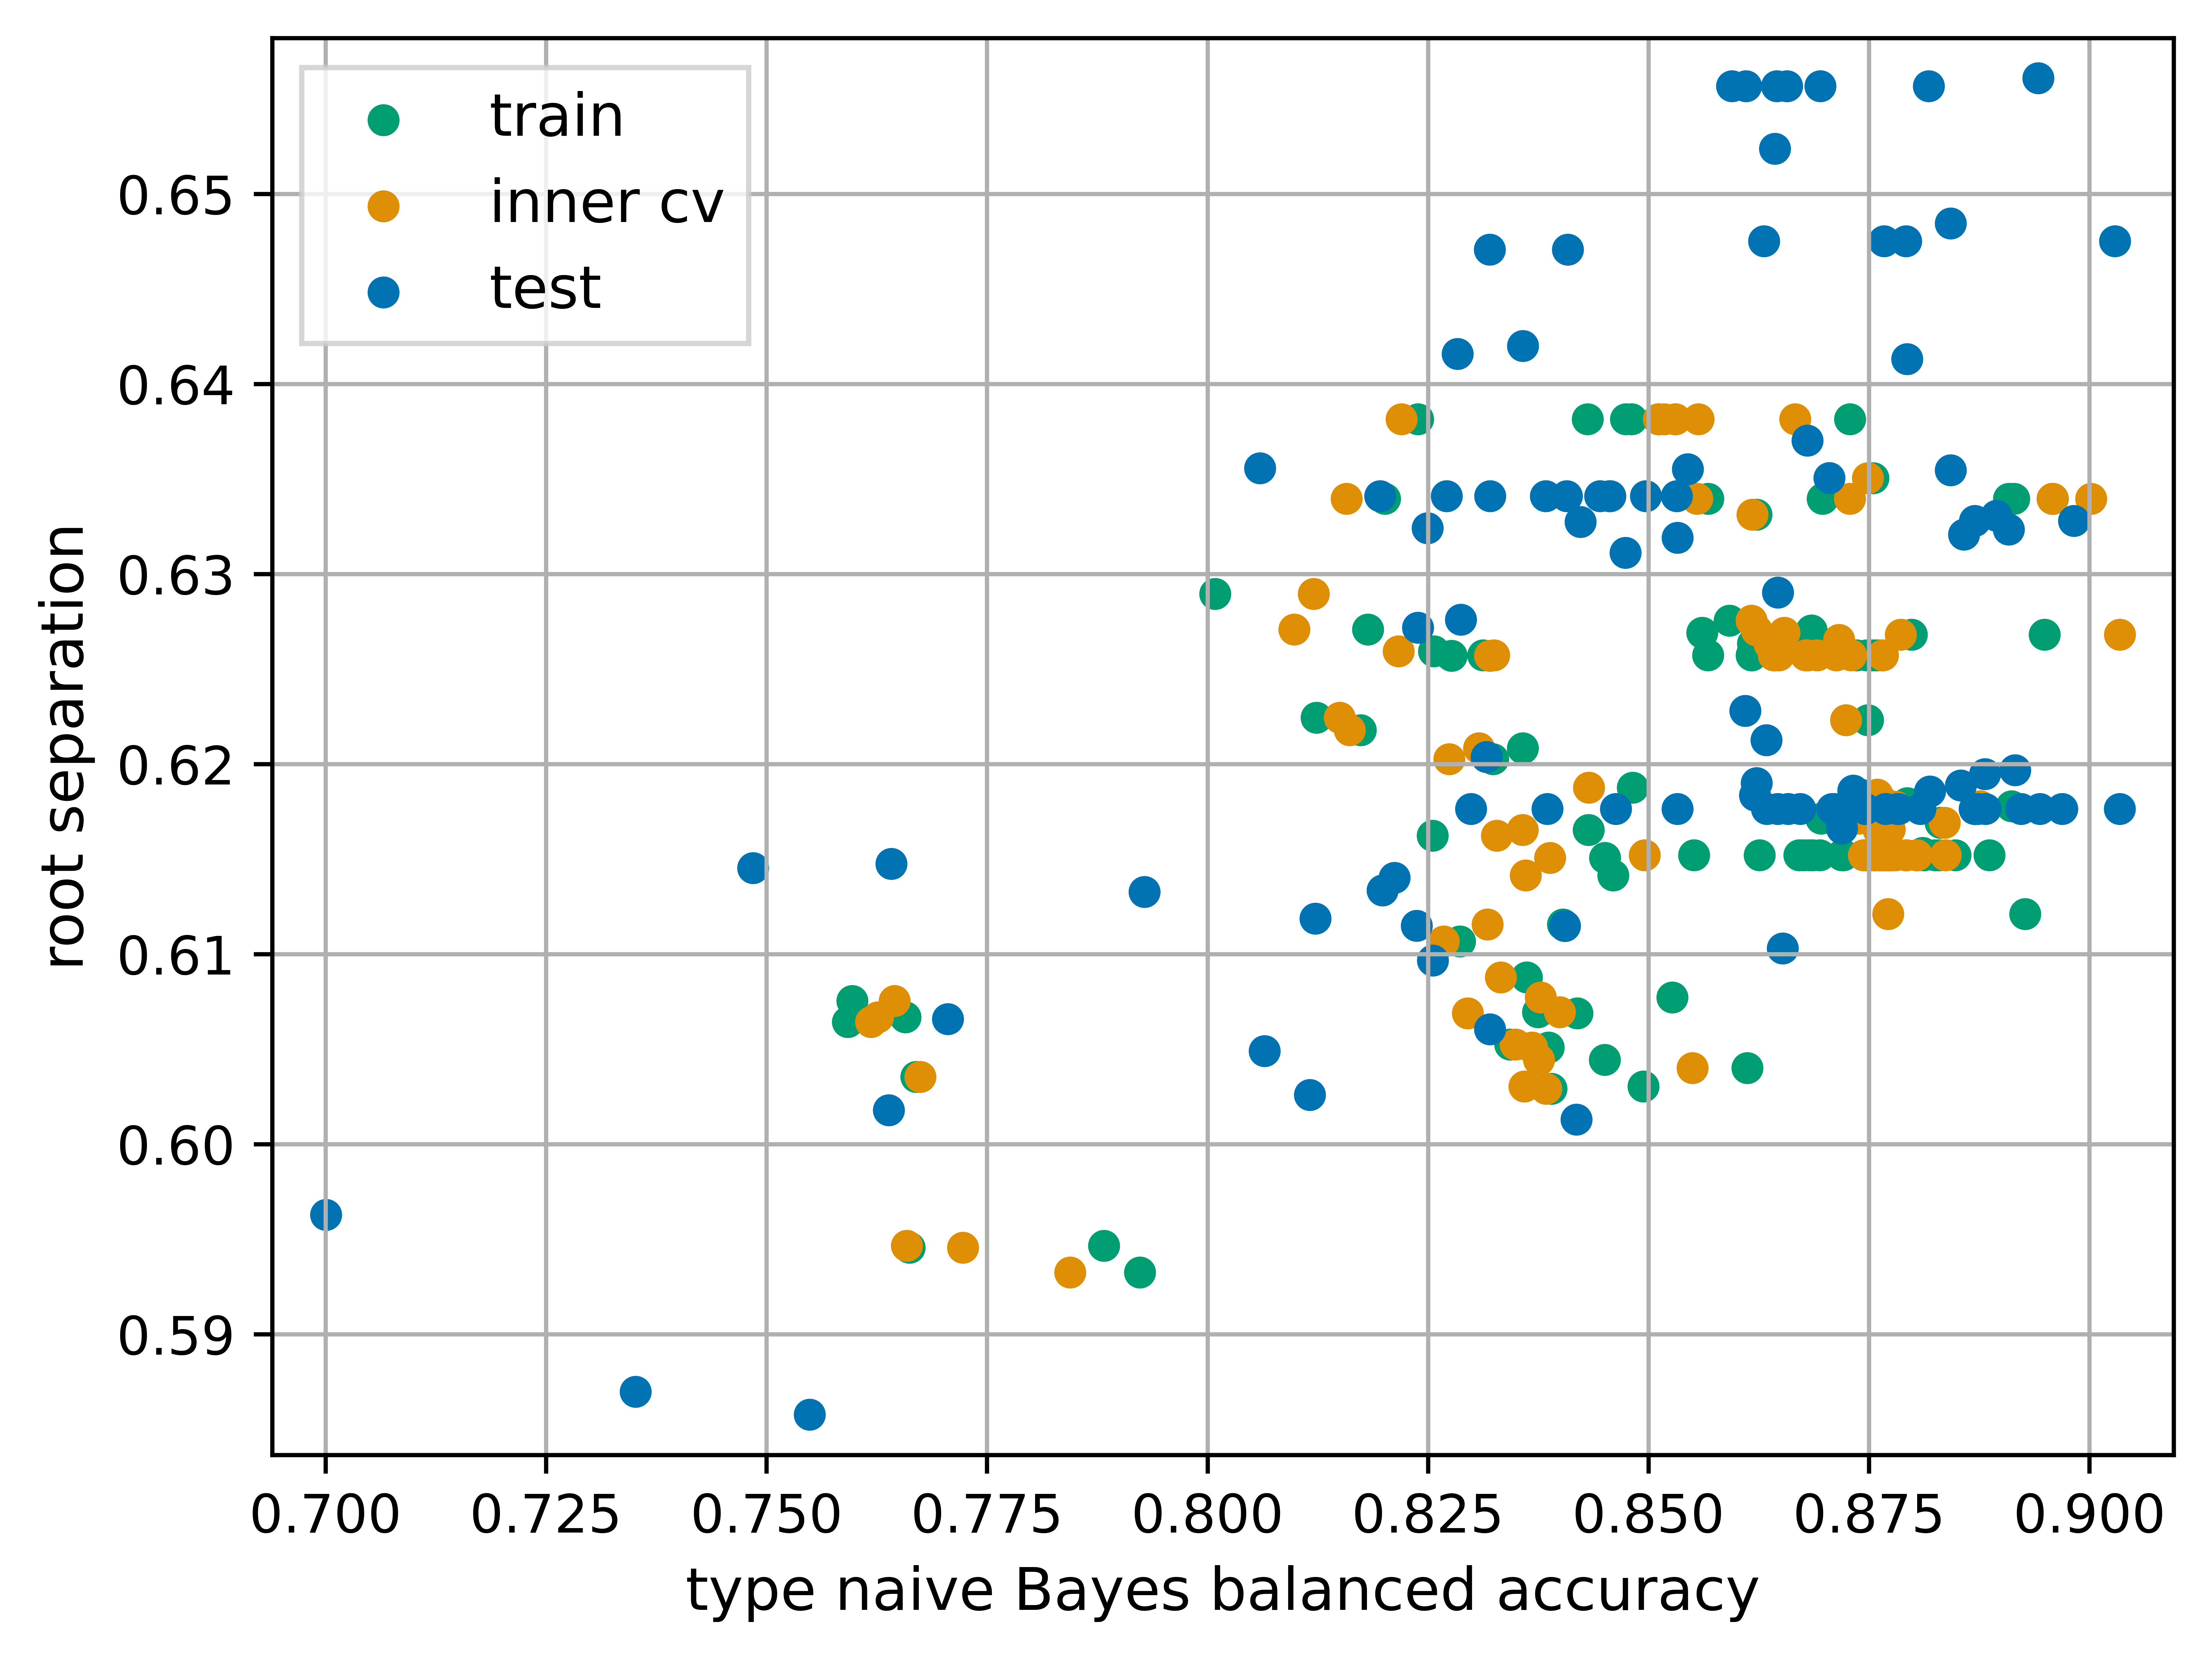 train
inner cv
test
root separation
0.65
0.64
0.63
0.62
0.61
0.60
0.59
0.700 0.725 0.750 0.775 0.800 0.825 0.850 0.875 0.900
type naive Bayes balanced accuracy